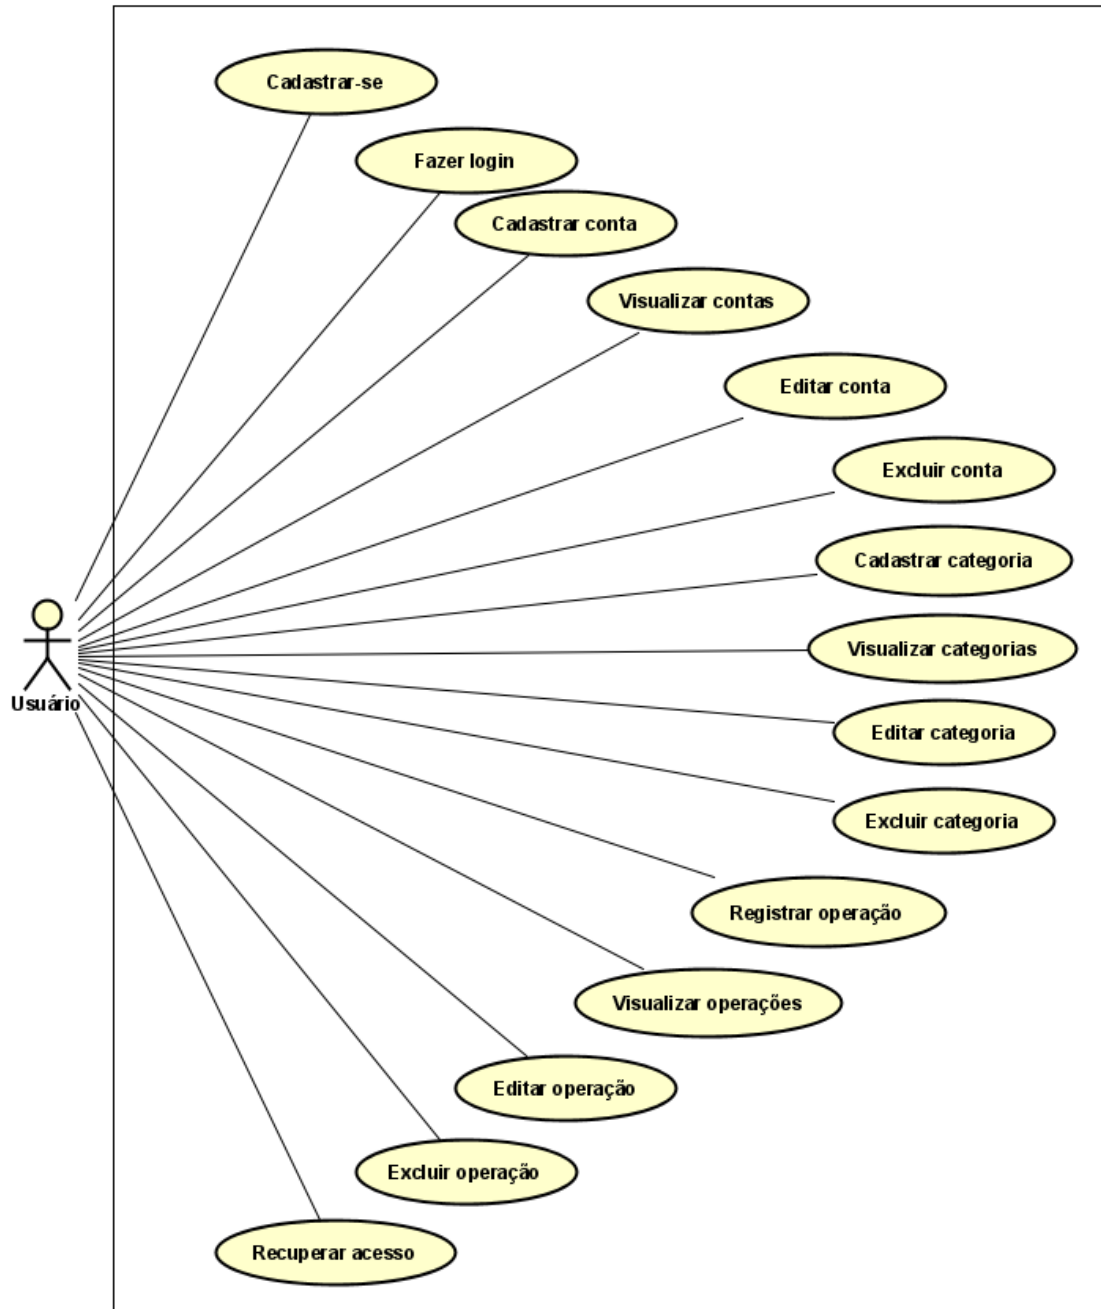 Cadastrar-se
Fazer login
Cadastrar conta
Visualizar contas
Editar conta
Excluir conta
Cadastrar categoria
Visualizar categorias
Editar categoria
Usuário
Excluir categoria
Registrar operação
Visualizar operações
Editar operação
Excluir operação
Recuperar acesso